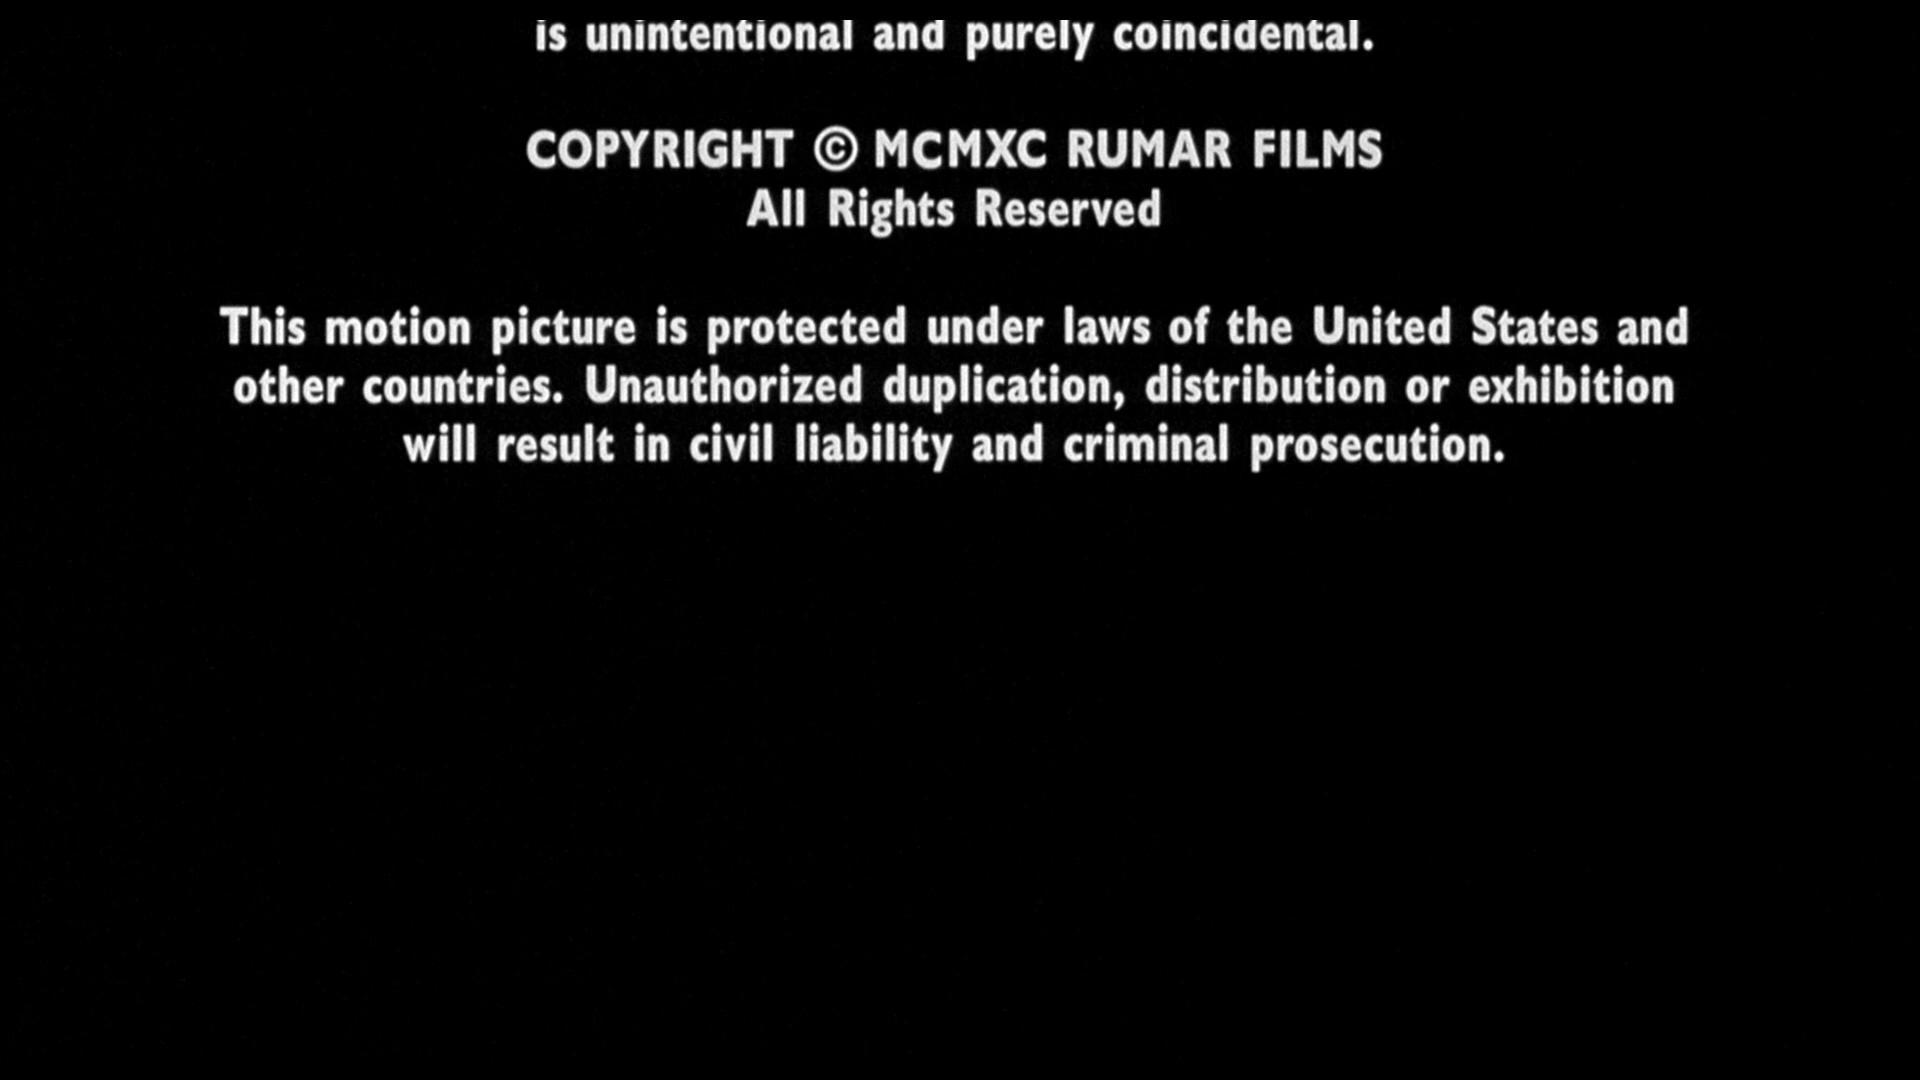 is unintentional and purely coincidental.
COPYRIGHT © MCMXC RUMAR FILMS
All Rights Reserved
This motion picture is protected under laws of the United States and
other countries. Unauthorized duplication, distribution or exhibition
will result in civil liability and criminal prosecution.